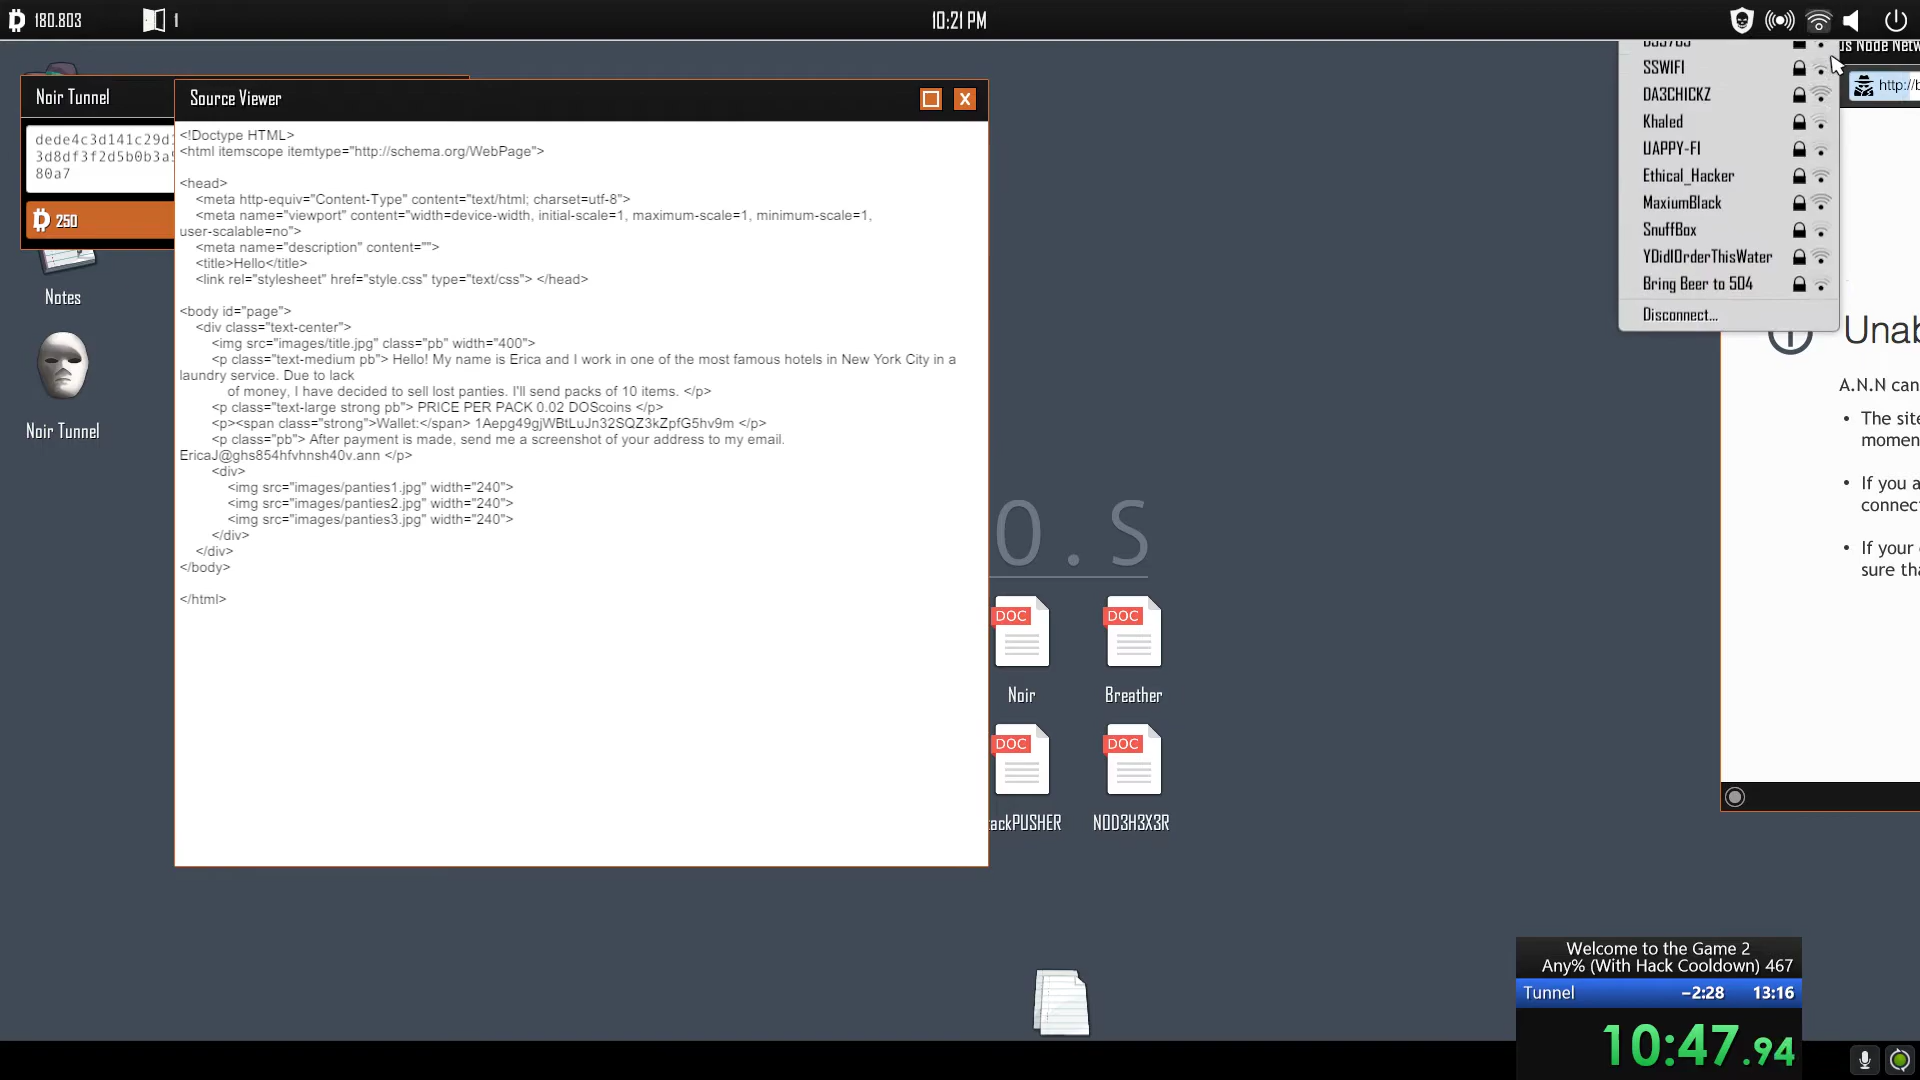 180.803
1
10:21 PM
Noir Tunnel
dede4c3d141c29d
3d8df3f2d5b0b3a
80a7
250
Notes
Noir Tunnel
Source Viewer
X
<!Doctype HTML>
<html itemscope itemtype="http://schema.org/WebPage">
<head>
<meta http-equiv="Content-Type" content="text/html; charset=utf-8">
<meta name="viewport" content="width=device-width, initial-scale=1, maximum-scale=1, minimum-scale=1,
user-scalable=no">
<meta name="description" content="">
<title>Hello</title>
<link rel="stylesheet" href="style.css" type="text/css"> </head>
<body id="page">
<div class="text-center">
<img src="images/title.jpg" class="pb" width="400">
<p class="text-medium pb"> Hello! My name is Erica and I work in one of the most famous hotels in New York City in a
laundry service. Due to lack
of money, I have decided to sell lost panties. I'll send packs of 10 items. </p>
<p class="text-large strong pb"> PRICE PER PACK 0.02 DOScoins </p>
<p><span class="strong">Wallet:</span> 1Aepg49gjWBtLuJn32SQZ3kZpfG5hv9m </p>
<p class="pb"> After payment is made, send me a screenshot of your address to my email.
EricaJ@ghs854hfvhnsh40v.ann </p>
<div>
<img src="images/panties1.jpg" width="240">
<img src="images/panties2.jpg" width="240">
<img src="images/panties3.jpg" width="240">
</div>
</div>
</body>
</html>
O.S
DOC
Noir
DOC
Breather
DOC
ackPUSHER
DOC
NOD3H3X3R
SSWIFI
DA3CHICKZ
Khaled
UAPPY-FI
Ethical_Hacker
MaxiumBlack
SnuffBox
YDidIOrderThisWater
Bring Beer to 504
Disconnect...
us Node Netw
http://b
Unab
A.N.N can
• The site
momen
• If you a
connect
• If your
sure tha
Welcome to the Game 2
Any% (With Hack Cooldown) 467
Tunnel −2:28 13:16
10:47.94